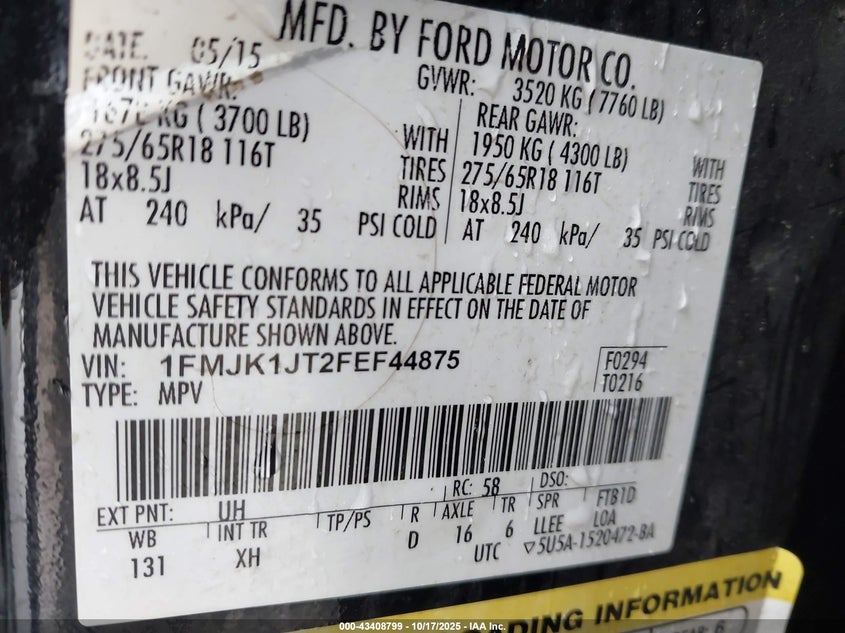 MFD. BY FORD MOTOR CO.
DATE: 05/15 GVWR: 3520 KG ( 7760 LB)
FRONT GAWR: REAR GAWR:
1678 KG ( 3700 LB) WITH 1950 KG ( 4300 LB) WITH
275/65R18 116T TIRES 275/65R18 116T TIRES
18x8.5J RIMS 18x8.5J RIMS
AT 240 kPa/ 35 PSI COLD AT 240 kPa/ 35 PSI COLD
THIS VEHICLE CONFORMS TO ALL APPLICABLE FEDERAL MOTOR
VEHICLE SAFETY STANDARDS IN EFFECT ON THE DATE OF
MANUFACTURE SHOWN ABOVE.
VIN: 1FMJK1JT2FEF44875 F0294
TYPE: MPV T0216
EXT PNT: UH RC: 58 DSO:
WB INT TR TP/PS R AXLE TR SPR FTB1D
131 XH D 16 6 LLEE LOA
UTC ▽5U5A-1520472-BA
DING INFORMATION
000-43408799 - 10/17/2025 - IAA Inc.